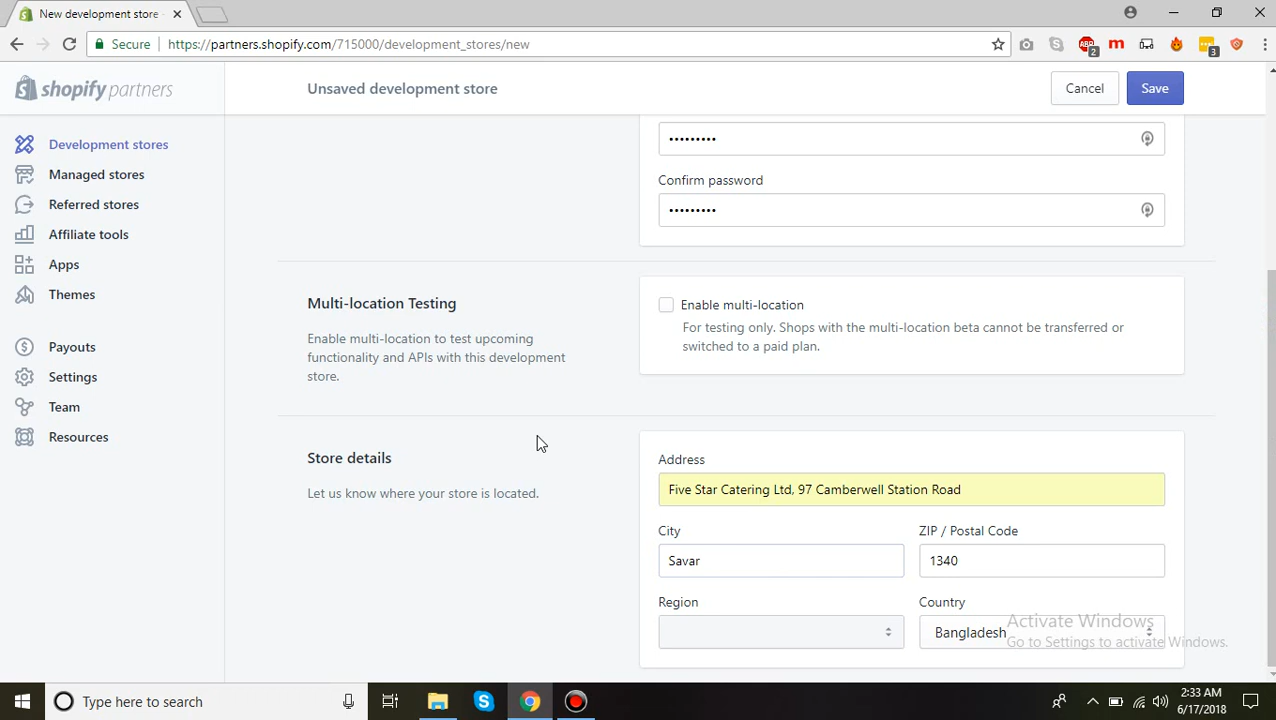 New development store -
Secure
https://partners.shopify.com/715000/development_stores/new
2
3
shopify partners
Unsaved development store
Cancel
Save
Development stores
Managed stores
Referred stores
Affiliate tools
Apps
Themes
Payouts
Settings
Team
Resources
•••••••••
Confirm password
•••••••••
Multi-location Testing
Enable multi-location to test upcoming
functionality and APIs with this development
store.
Enable multi-location
For testing only. Shops with the multi-location beta cannot be transferred or
switched to a paid plan.
Store details
Let us know where your store is located.
Address
Five Star Catering Ltd, 97 Camberwell Station Road
City
ZIP / Postal Code
Savar
1340
Region
Country
Bangladesh
Activate Windows
Go to Settings to activate Windows.
Type here to search
2:33 AM
6/17/2018